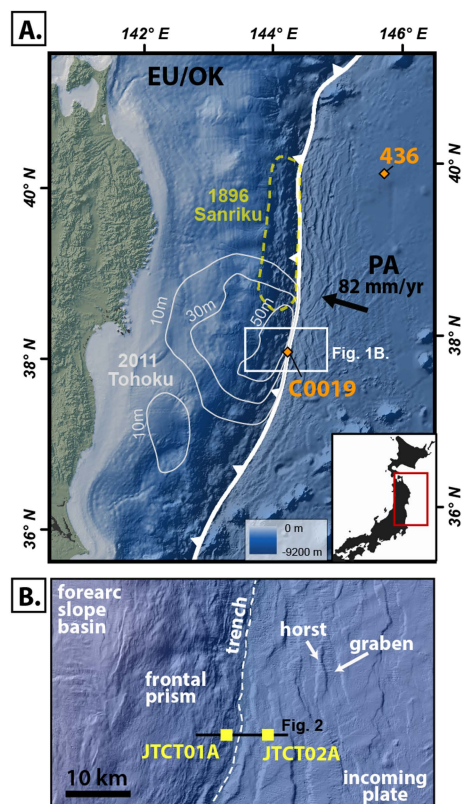 A.
142° E
144° E
146° E
EU/OK
436
40° N
40° N
1896
Sanriku
PA
82 mm/yr
10m
30m
50m
Fig. 1B.
2011
Tohoku
38° N
38° N
C0019
10m
36° N
36° N
0 m
-9200 m
B.
forearc
slope
basin
trench
horst
graben
frontal
prism
Fig. 2
JTCT01A
JTCT02A
10 km
incoming
plate